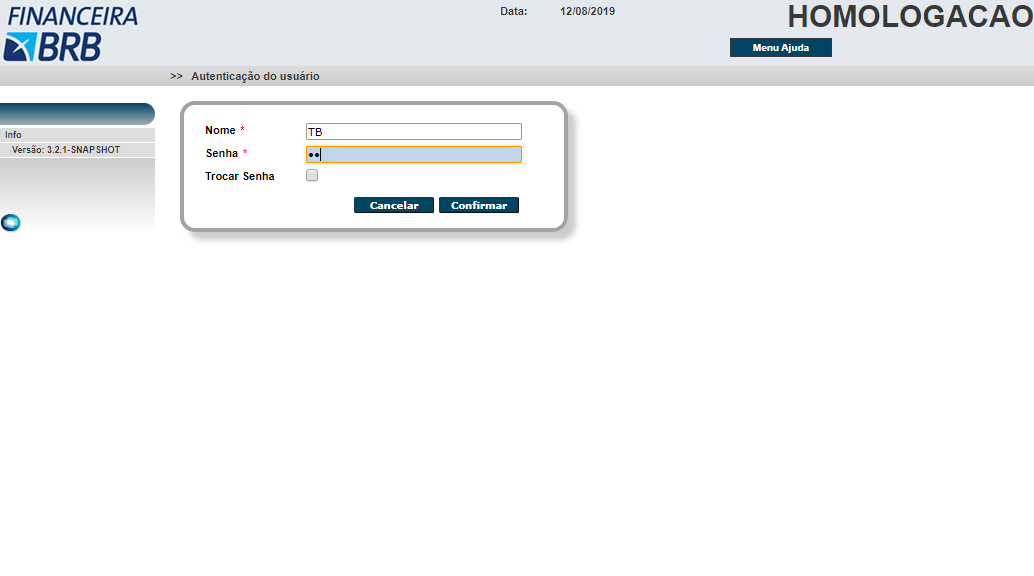 FINANCEIRA
BRB
Data: 12/08/2019
HOMOLOGACAO
Menu Ajuda
>> Autenticação do usuário
Info
Versão: 3.2.1-SNAPSHOT
Nome * TB
Senha * ••
Trocar Senha
Cancelar Confirmar